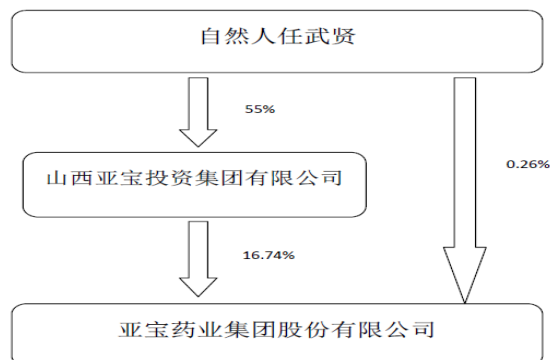 自然人任武贤
55%
山西亚宝投资集团有限公司
0.26%
16.74%
亚宝药业集团股份有限公司